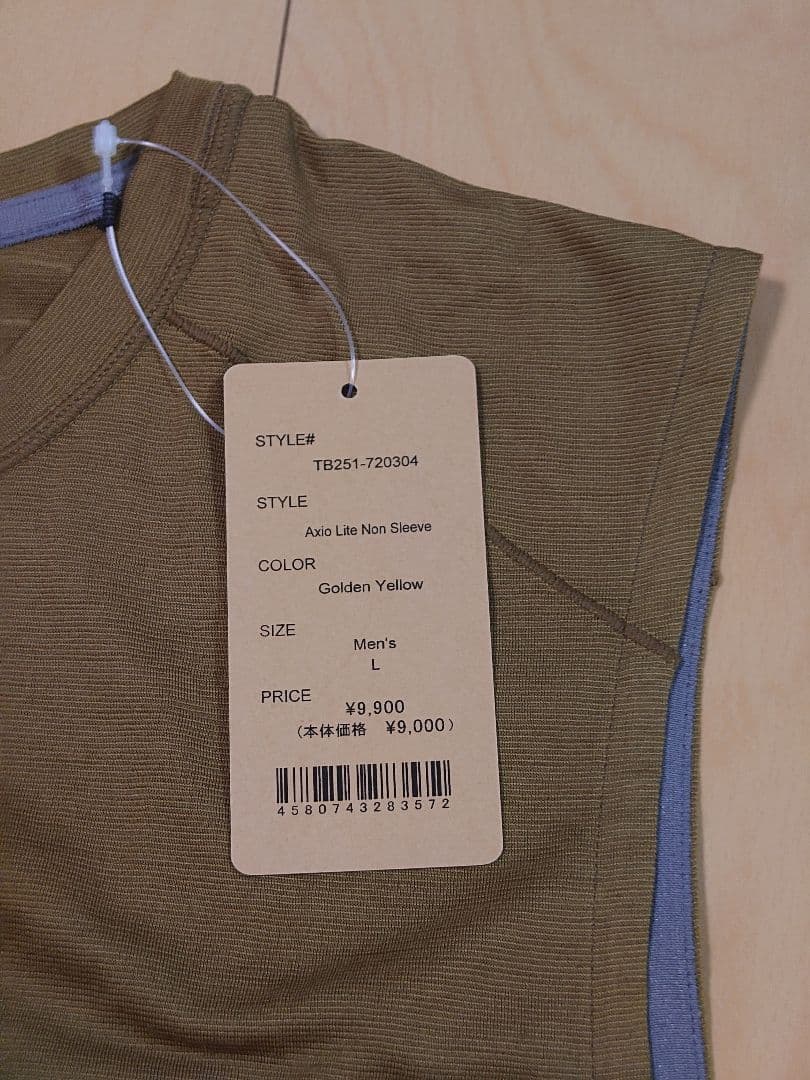 STYLE#
TB251-720304
STYLE
Axio Lite Non Sleeve
COLOR
Golden Yellow
SIZE
Men's
L
PRICE
¥9,900
(本体価格 ¥9,000)
4580743283572